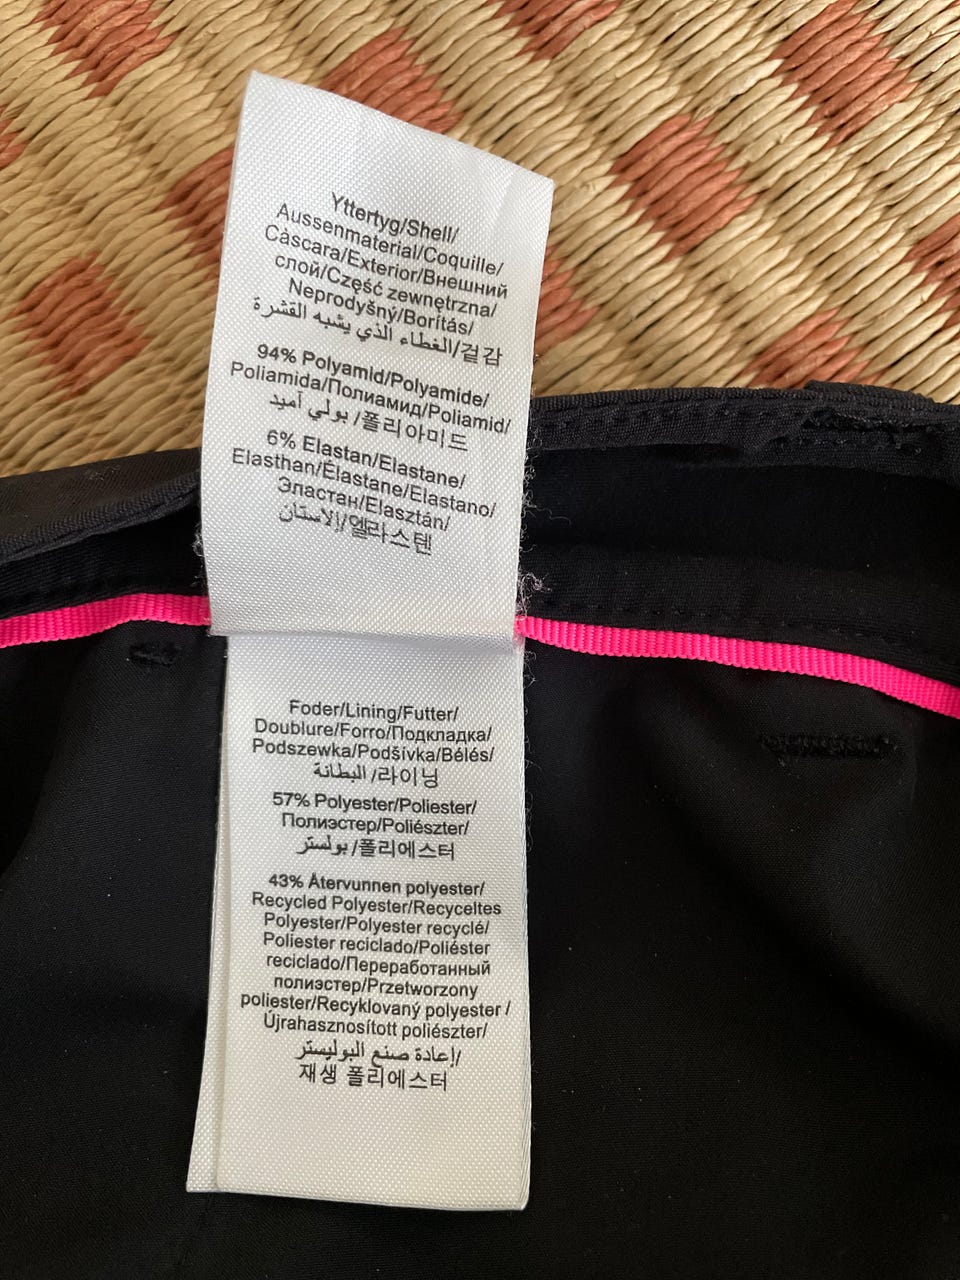 Yttertyg/Shell/
Aussenmaterial/Coquille/
Càscara/Exterior/Внешний
слой/Część zewnętrzna/
Neprodyšný/Borítás/
الغطاء الذي يشبه القشرة/겉감
94% Polyamid/Polyamide/
Poliamida/Полиамид/Poliamid/
بولي آميد/폴리아미드
6% Elastan/Elastane/
Elasthan/Élastane/Elastano/
Эластан/Elasztán/
إلاستان/엘라스텐
Foder/Lining/Futter/
Doublure/Forro/Подкладка/
Podszewka/Podšívka/Bélés/
البطانة/라이닝
57% Polyester/Poliester/
Полиэстер/Poliészter/
بولستر/폴리에스터
43% Återvunnen polyester/
Recycled Polyester/Recyceltes
Polyester/Polyester recyclé/
Poliester reciclado/Poliéster
reciclado/Переработанный
полиэстер/Przetworzony
poliester/Recyklovaný polyester /
Újrahasznosított poliészter/
إعادة صنع البوليستر/
재생 폴리에스터